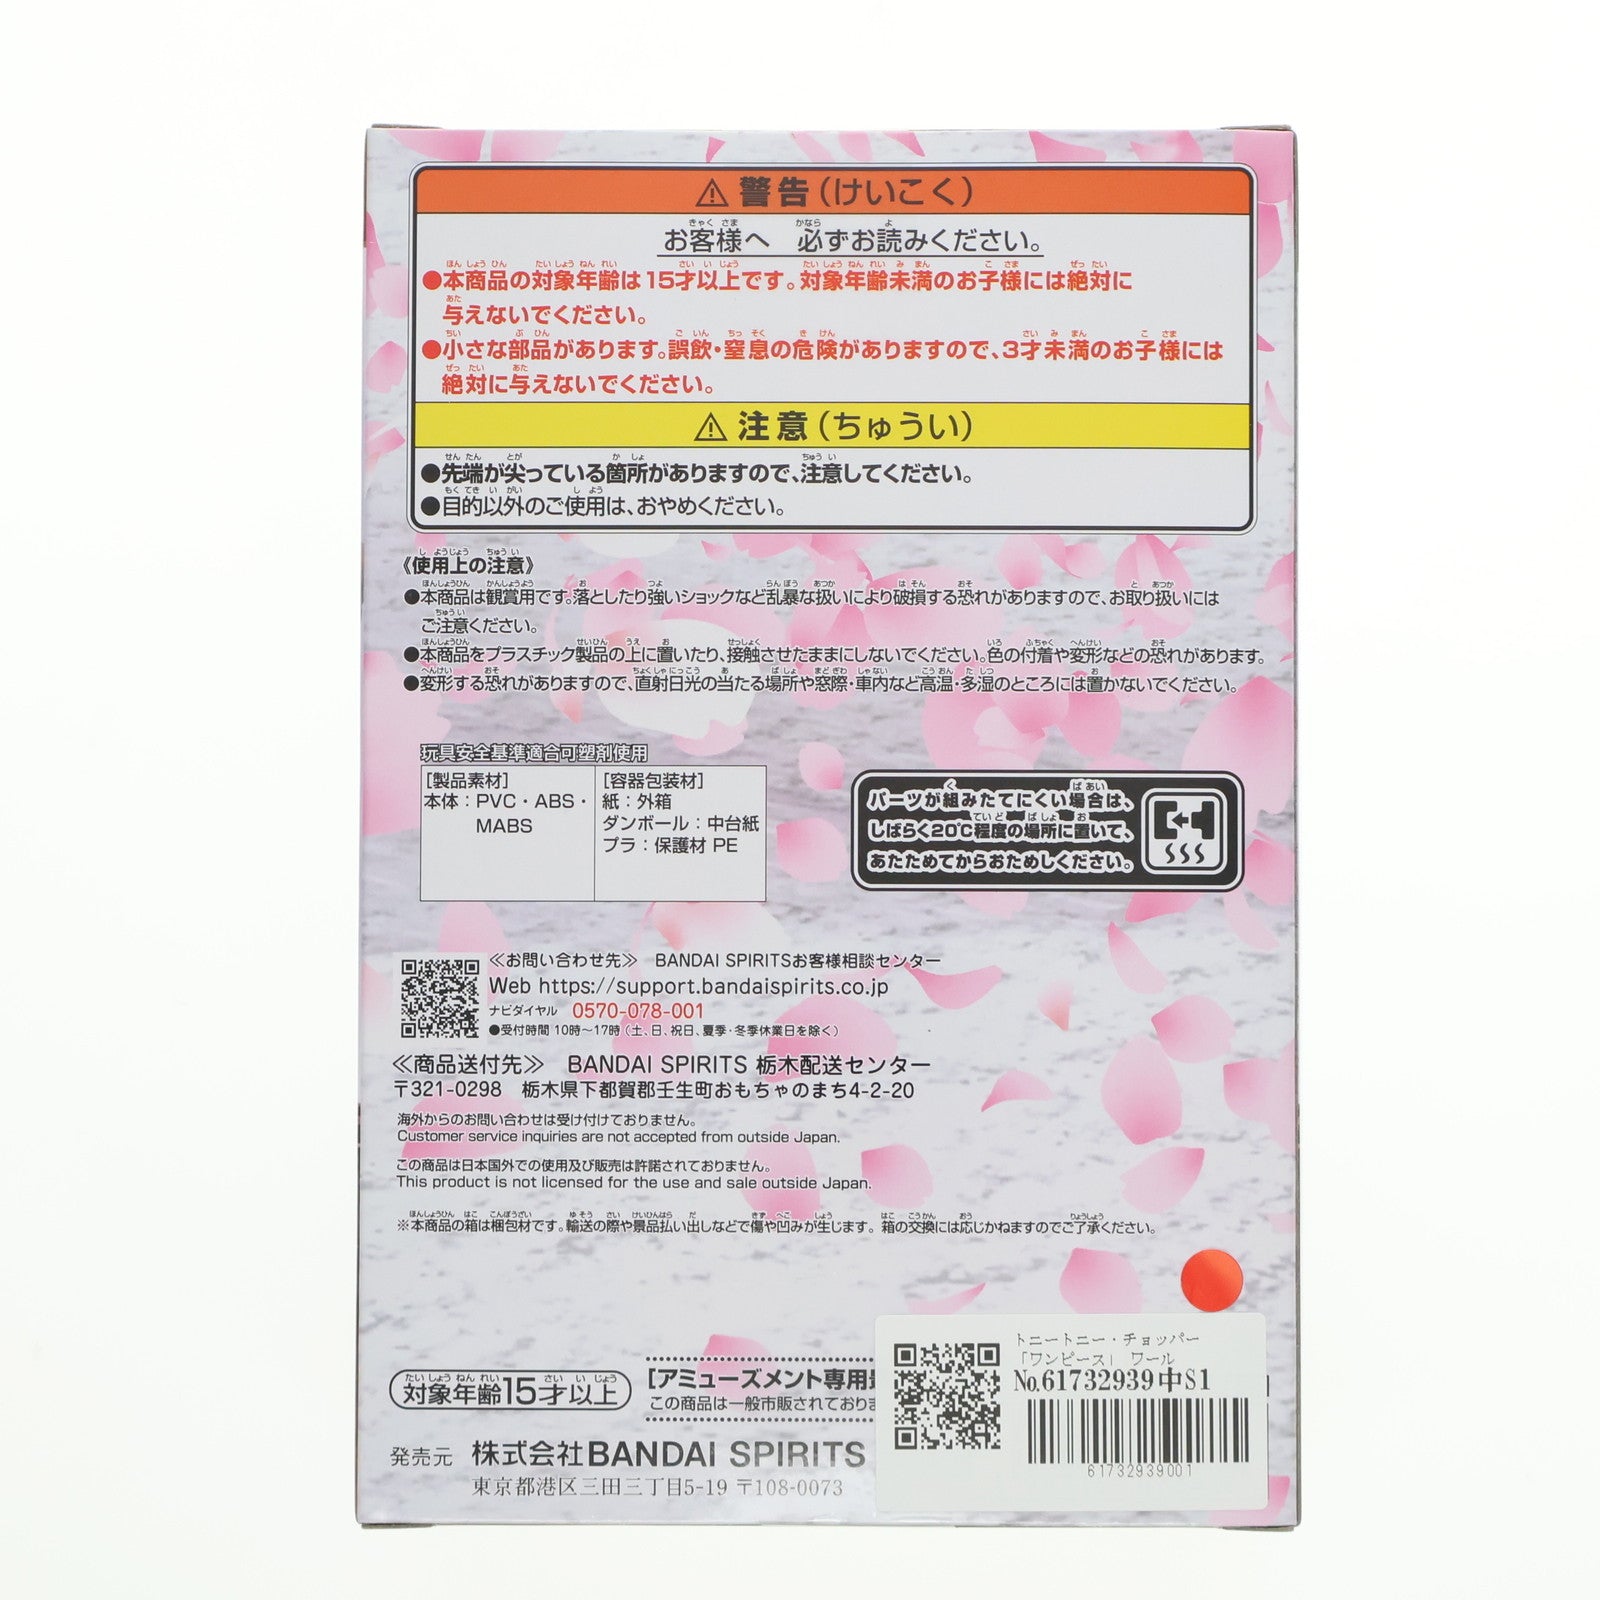 ⚠ 警告（けいこく）
お客様へ 必ずお読みください。
●本商品の対象年齢は15才以上です。対象年齢未満のお子様には絶対に
与えないでください。
●小さな部品があります。誤飲・窒息の危険がありますので、3才未満のお子様には
絶対に与えないでください。
⚠ 注意（ちゅうい）
●先端が尖っている箇所がありますので、注意してください。
●目的以外のご使用は、おやめください。
《使用上の注意》
●本商品は観賞用です。落としたり強いショックなど乱暴な扱いにより破損する恐れがありますので、お取り扱いには
ご注意ください。
●本商品をプラスチック製品の上に置いたり、接触させたままにしないでください。色の付着や変形などの恐れがあります。
●変形する恐れがありますので、直射日光の当たる場所や窓際・車内など高温・多湿のところには置かないでください。
玩具安全基準適合可塑剤使用
[製品素材]
本体：PVC・ABS・
MABS
[容器包装材]
紙：外箱
ダンボール：中台紙
プラ：保護材 PE
パーツが組みたてにくい場合は、
しばらく20℃程度の場所に置いて、
あたためてからおためしください。
≪お問い合わせ先≫ BANDAI SPIRITSお客様相談センター
Web https://support.bandaispirits.co.jp
ナビダイヤル 0570-078-001
●受付時間 10時〜17時（土、日、祝日、夏季・冬季休業日を除く）
≪商品送付先≫ BANDAI SPIRITS 栃木配送センター
〒321-0298 栃木県下都賀郡壬生町おもちゃのまち4-2-20
海外からのお問い合わせは受け付けておりません。
Customer service inquiries are not accepted from outside Japan.
この商品は日本国外での使用及び販売は許諾されておりません。
This product is not licensed for the use and sale outside Japan.
※本商品の箱は梱包材です。輸送の際や景品払い出しなどで傷や凹みが生じます。箱の交換には応じかねますのでご了承ください。
対象年齢15才以上
[アミューズメント専用
この商品は一般市販されておりま
発売元 株式会社BANDAI SPIRITS
東京都港区三田三丁目5-19 〒108-0073
トニートニー・チョッパー
「ワンピース」 ワール
No.61732939中S1
61732939001